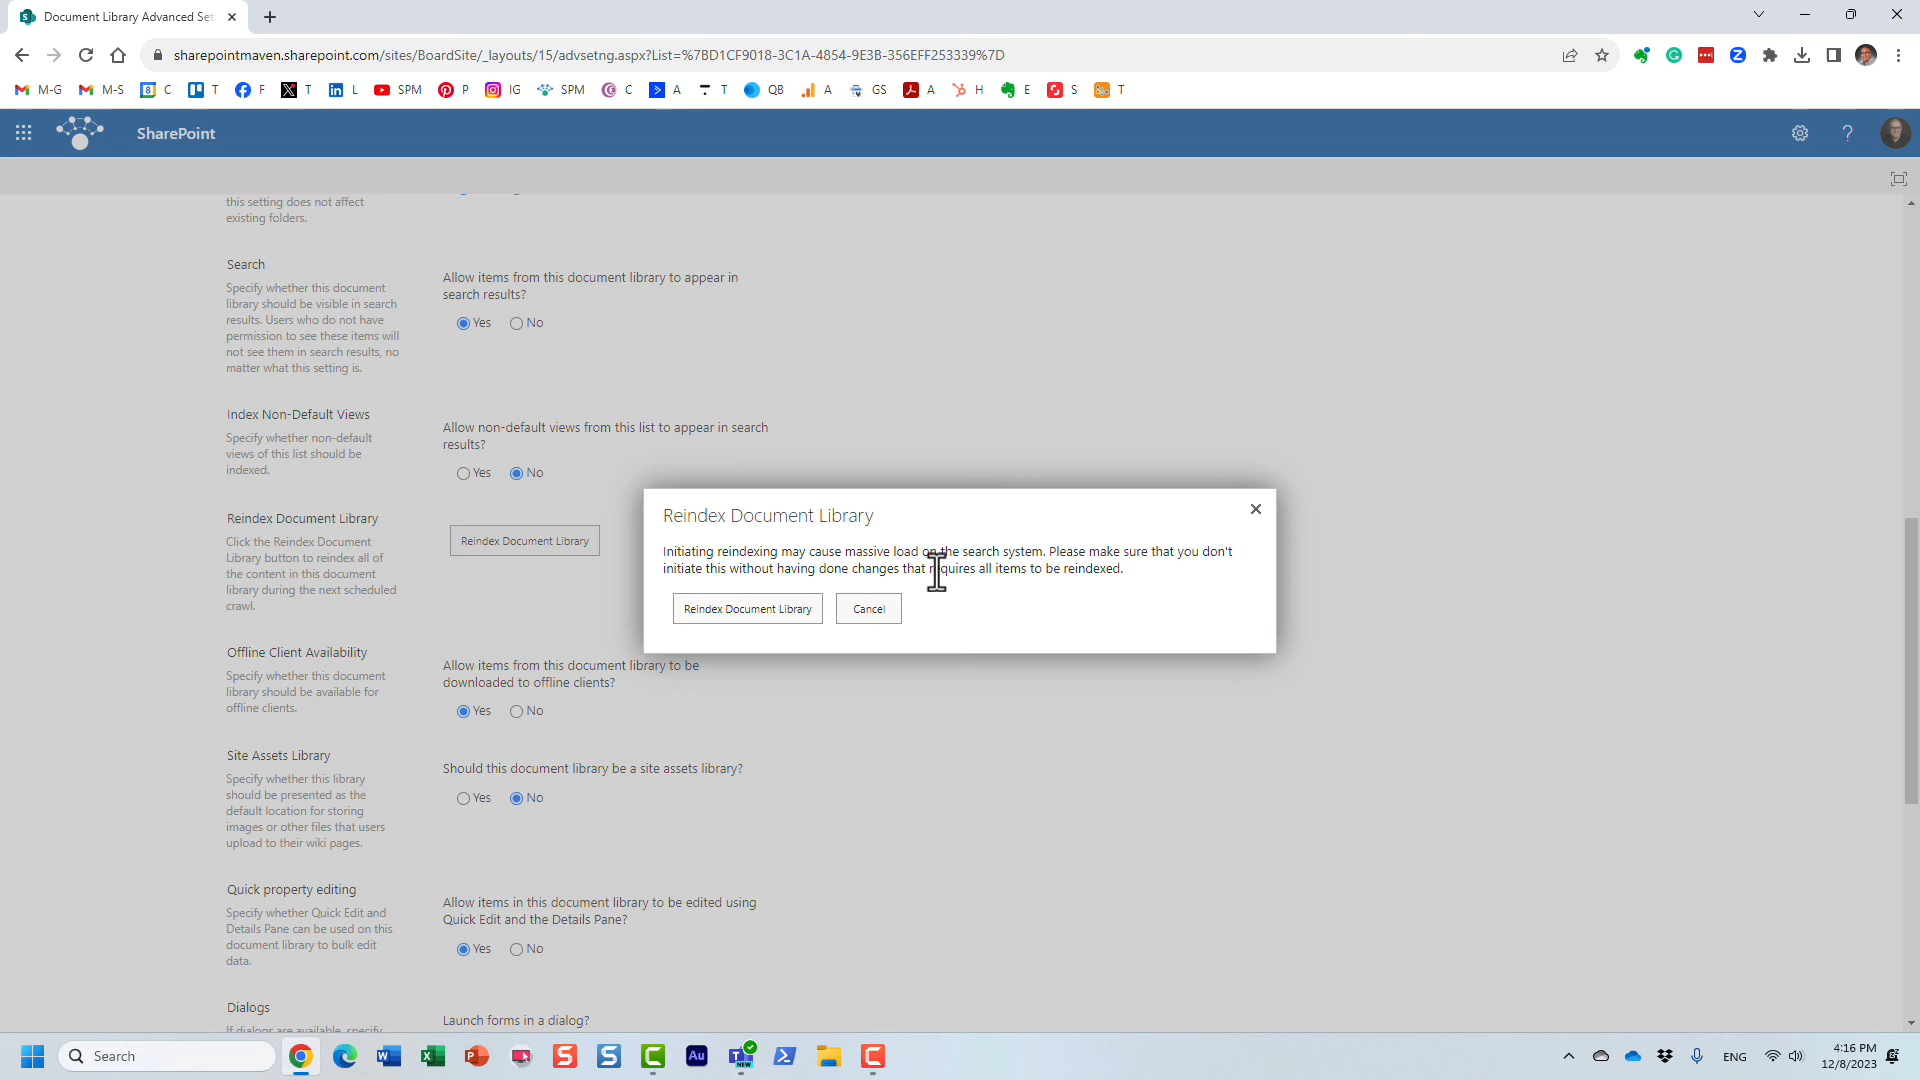 Document Library Advanced Set
sharepointmaven.sharepoint.com/sites/BoardSite/_layouts/15/advsetng.aspx?List=%7BD1CF9018-3C1A-4854-9E3B-356EFF253339%7D
M-G M-S C T F T L SPM P IG SPM C A T QB A GS A H E S T
SharePoint
this setting does not affect
existing folders.
Search
Specify whether this document
library should be visible in search
results. Users who do not have
permission to see these items will
not see them in search results, no
matter what this setting is.
Allow items from this document library to appear in
search results?
Yes No
Index Non-Default Views
Specify whether non-default
views of this list should be
indexed.
Allow non-default views from this list to appear in search
results?
Yes No
Reindex Document Library
Click the Reindex Document
Library button to reindex all of
the content in this document
library during the next scheduled
crawl.
Reindex Document Library
Reindex Document Library
Initiating reindexing may cause massive load on the search system. Please make sure that you don't
initiate this without having done changes that requires all items to be reindexed.
Reindex Document Library Cancel
Offline Client Availability
Specify whether this document
library should be available for
offline clients.
Allow items from this document library to be
downloaded to offline clients?
Yes No
Site Assets Library
Specify whether this library
should be presented as the
default location for storing
images or other files that users
upload to their wiki pages.
Should this document library be a site assets library?
Yes No
Quick property editing
Specify whether Quick Edit and
Details Pane can be used on this
document library to bulk edit
data.
Allow items in this document library to be edited using
Quick Edit and the Details Pane?
Yes No
Dialogs
If dialogs are available, specify
Launch forms in a dialog?
Search
ENG
4:16 PM
12/8/2023